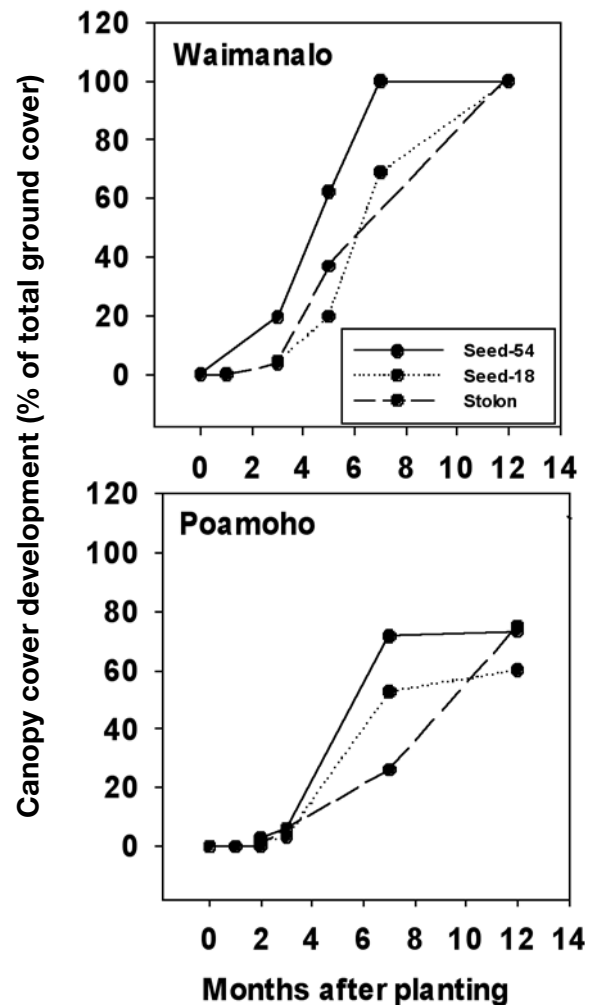 Canopy cover development (% of total ground cover)
120
100
80
60
40
20
0
Waimanalo
Seed-54
Seed-18
Stolon
0 2 4 6 8 10 12 14
120
100
80
60
40
20
0
Poamoho
0 2 4 6 8 10 12 14
Months after planting